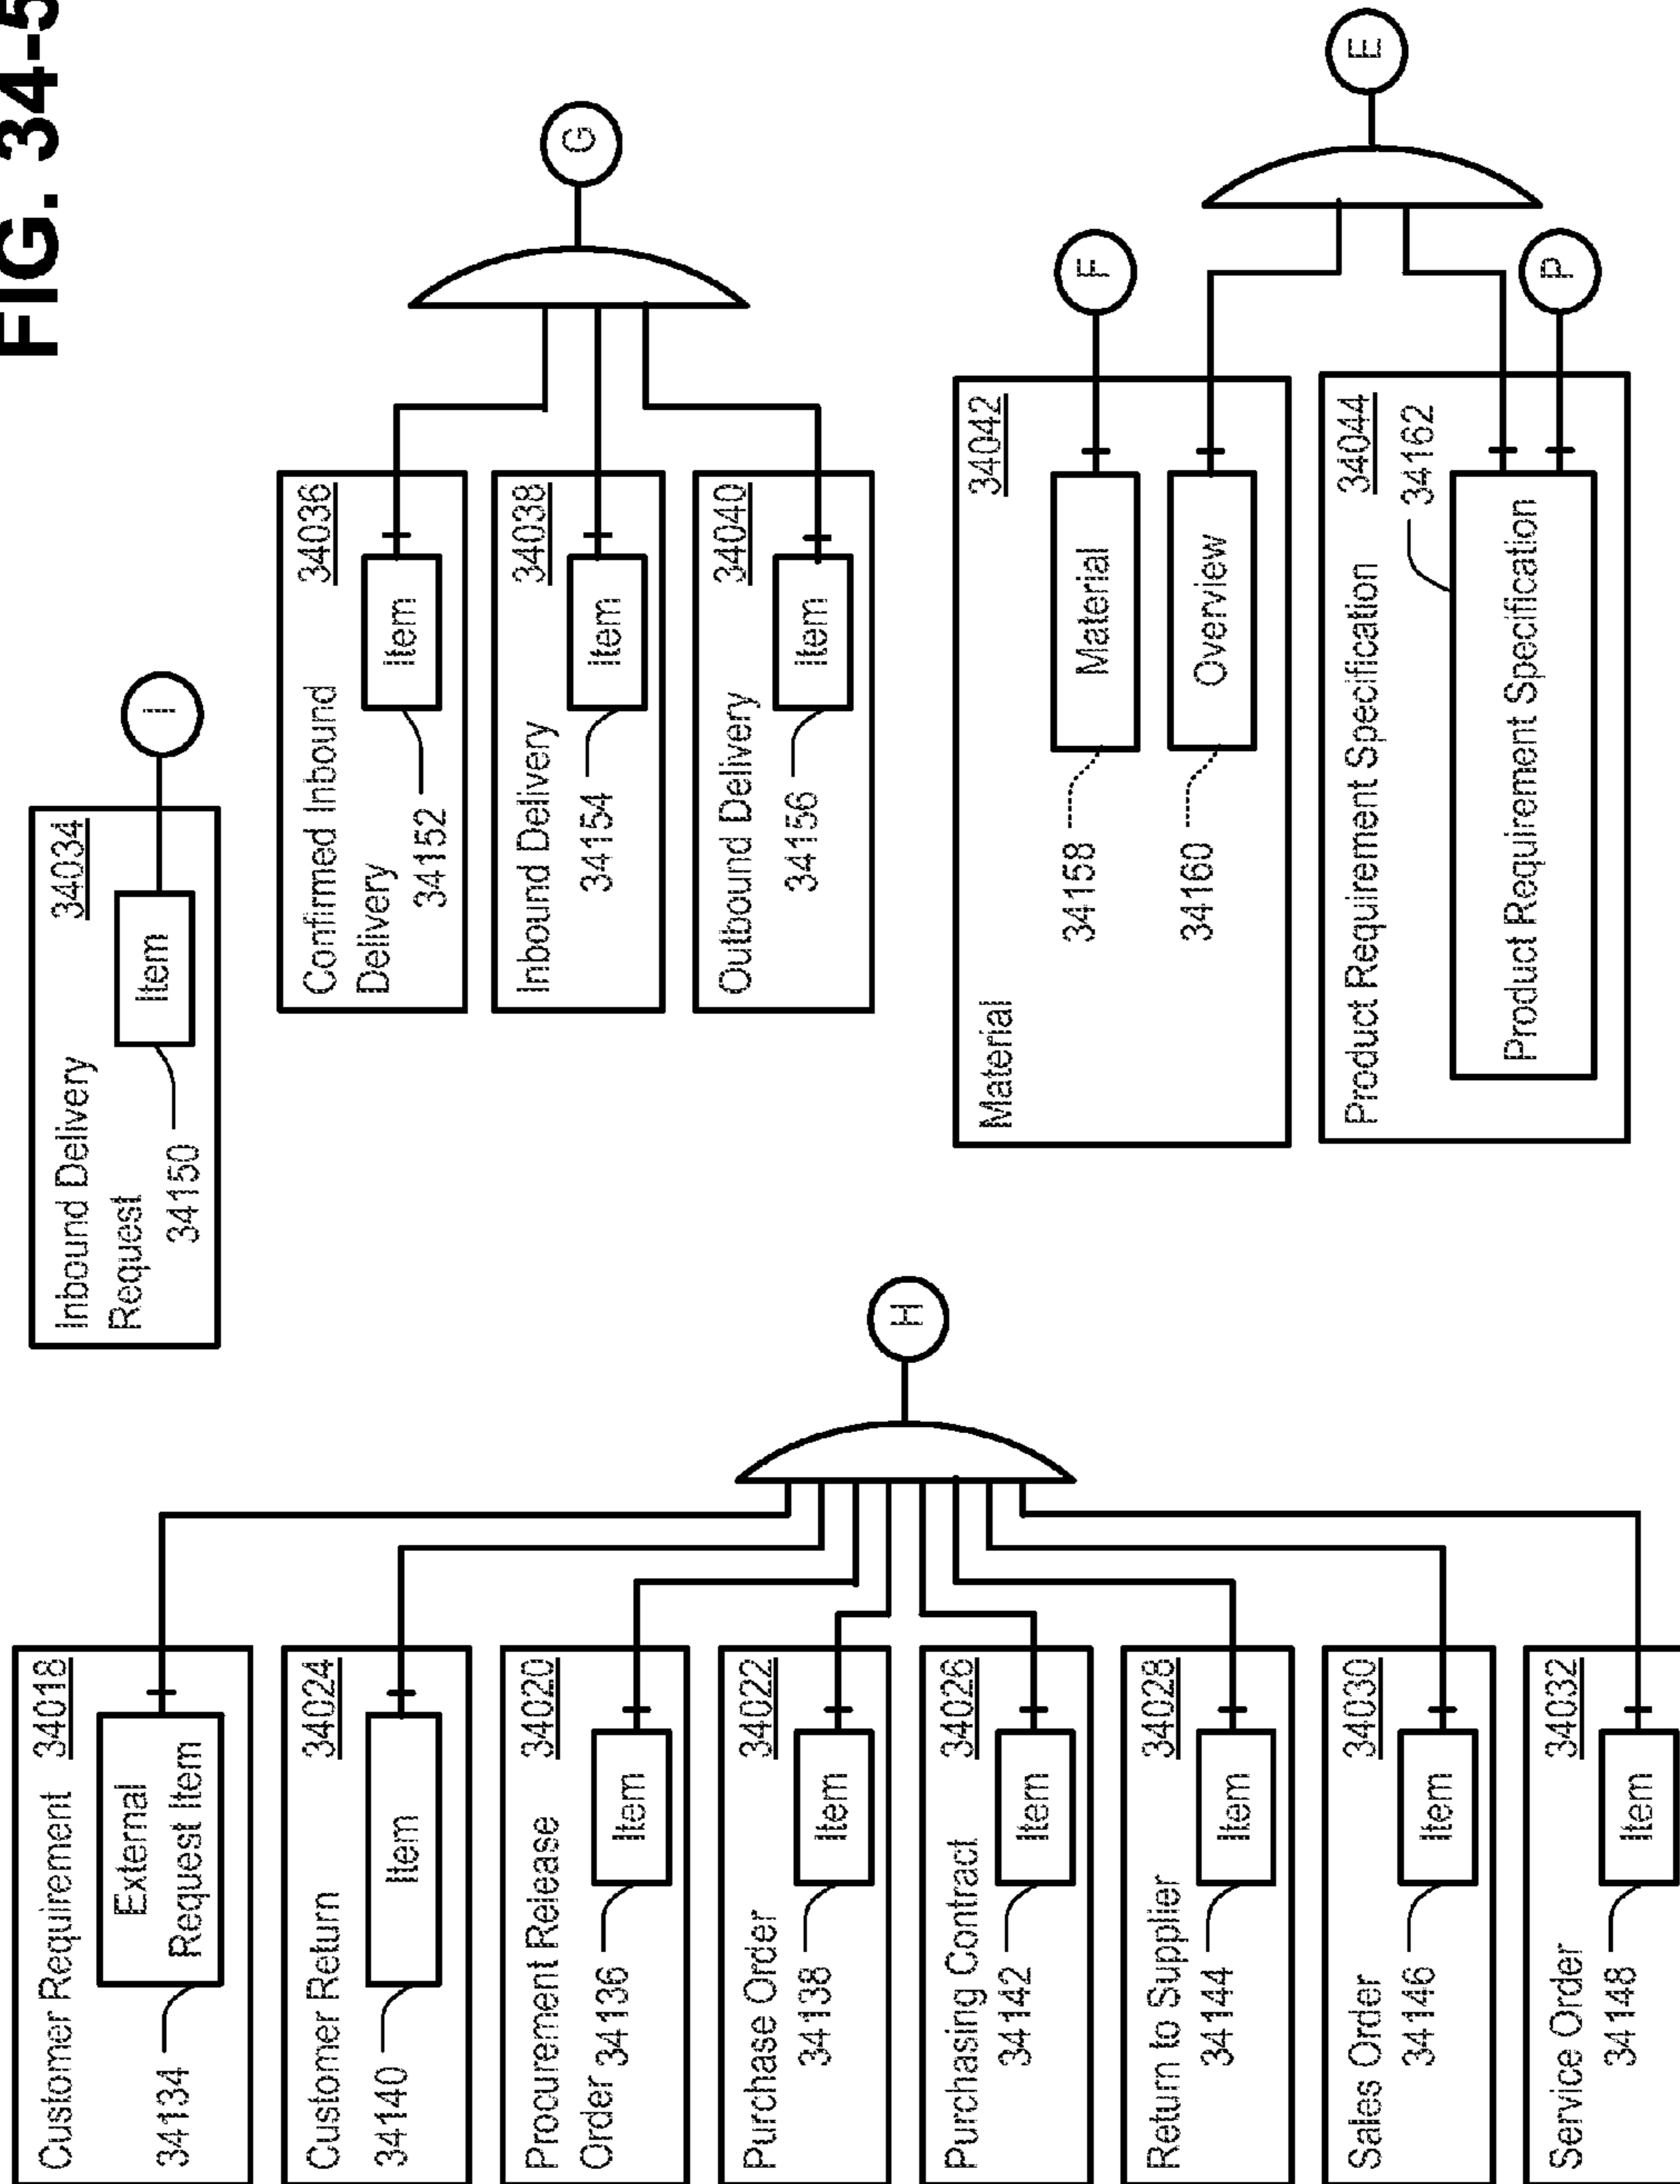 FIG. 34-5
Customer Requirement 34018
External
Request Item
34134
Customer Return 34024
Item
34140
Procurement Release 34020
Order 34136
Item
Purchase Order 34022
Item
34138
Purchasing Contract 34026
Item
34142
Return to Supplier 34028
Item
34144
Sales Order 34030
Item
34146
Service Order 34032
Item
34148
H
Inbound Delivery 34034
Request
Item
34150
I
Confirmed Inbound 34036
Delivery
Item
34152
Inbound Delivery 34038
Item
34154
Outbound Delivery 34040
Item
34156
G
Material 34042
Material
34158
Overview
34160
F
Product Requirement Specification 34044
34162
Product Requirement Specification
P
E